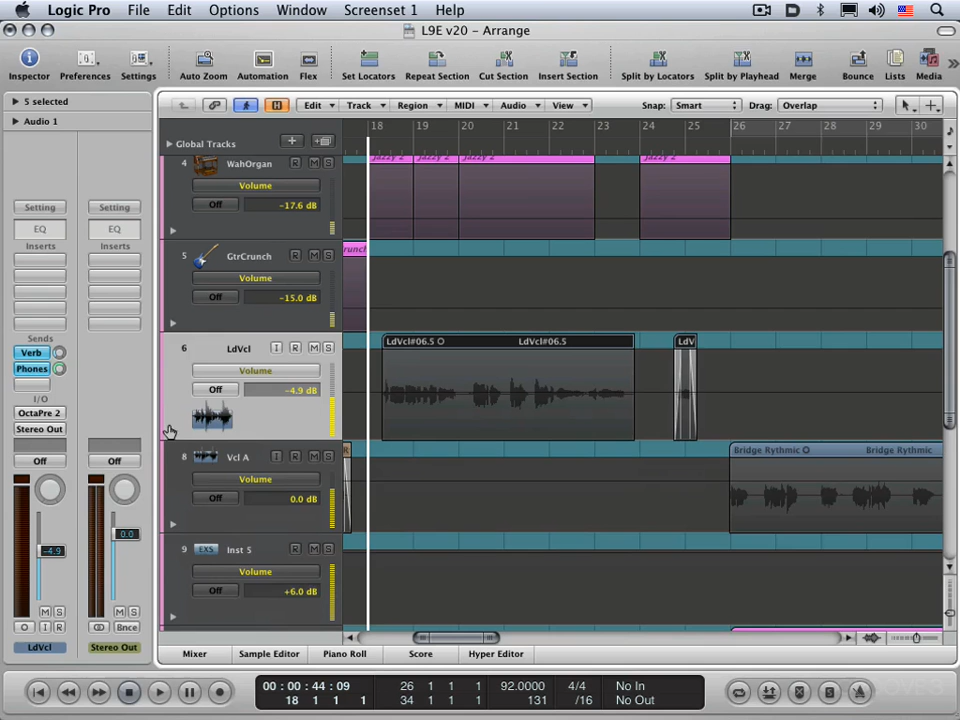 Logic Pro File Edit Options Window Screenset 1 Help
L9E v20 - Arrange
Inspector Preferences Settings Auto Zoom Automation Flex Set Locators Repeat Section Cut Section Insert Section Split by Locators Split by Playhead Merge Bounce Lists Media
5 selected
Edit Track Region MIDI Audio View Snap: Smart Drag: Overlap
Audio 1
18 19 20 21 22 23 24 25 26 27 28 29 30
Global Tracks
Jazzy 2 Jazzy 2 Jazzy 2 Jazzy 2
4 WahOrgan R M S
Volume
Off -17.6 dB
Setting Setting
EQ EQ
Inserts Inserts
5 GtrCrunch R M S
Volume
Off -15.0 dB
Sends
Verb
Phones
I/O
OctaPre 2
Stereo Out Stereo Out
Off Off
6 LdVcl I R M S
Volume
Off -4.9 dB
LdVcl#06.5 LdVcl#06.5 LdV
8 Vcl A I R M S
Volume
Off 0.0 dB
Bridge Rythmic Bridge Rythmic
-4.9 0.0
9 EXS Inst 5 R M S
Volume
Off +6.0 dB
M S M S
I R Bnce
LdVcl Stereo Out
Mixer Sample Editor Piano Roll Score Hyper Editor
00 : 00 : 44 : 09 26 1 1 1 92.0000 4/4 No In
18 1 1 1 34 1 1 1 131 /16 No Out